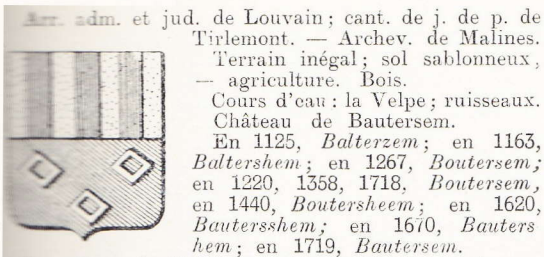 Arr. adm. et jud. de Louvain; cant. de j. de p. de
Tirlemont. — Archev. de Malines.
Terrain inégal; sol sablonneux,
— agriculture. Bois.
Cours d'eau : la Velpe; ruisseaux.
Château de Bautersem.
En 1125, Balterzem; en 1163,
Baltershem; en 1267, Boutersem;
en 1220, 1358, 1718, Boutersem,
en 1440, Boutersheem; en 1620,
Bautersshem; en 1670, Bauters
hem; en 1719, Bautersem.